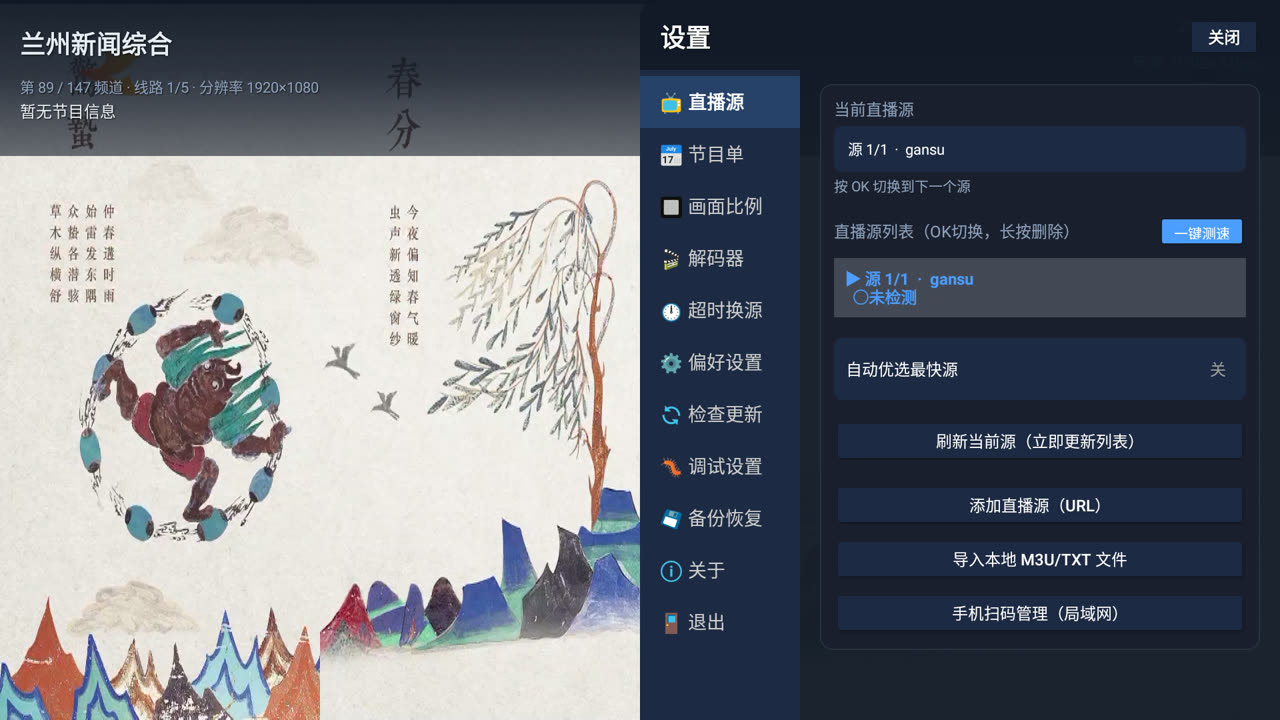 兰州新闻综合
第 89 / 147 频道 · 线路 1/5 · 分辨率 1920×1080
暂无节目信息
惊蛰
仲春遘时雨
始雷发东隅
众蛰各潜骇
草木纵横舒
春分
今夜偏知春气暖
虫声新透绿窗纱
设置
关闭
直播源
节目单
画面比例
解码器
超时换源
偏好设置
检查更新
调试设置
备份恢复
关于
退出
当前直播源
源 1/1 · gansu
按 OK 切换到下一个源
直播源列表（OK切换，长按删除）
一键测速
▶ 源 1/1 · gansu
○未检测
自动优选最快源
关
刷新当前源（立即更新列表）
添加直播源（URL）
导入本地 M3U/TXT 文件
手机扫码管理（局域网）